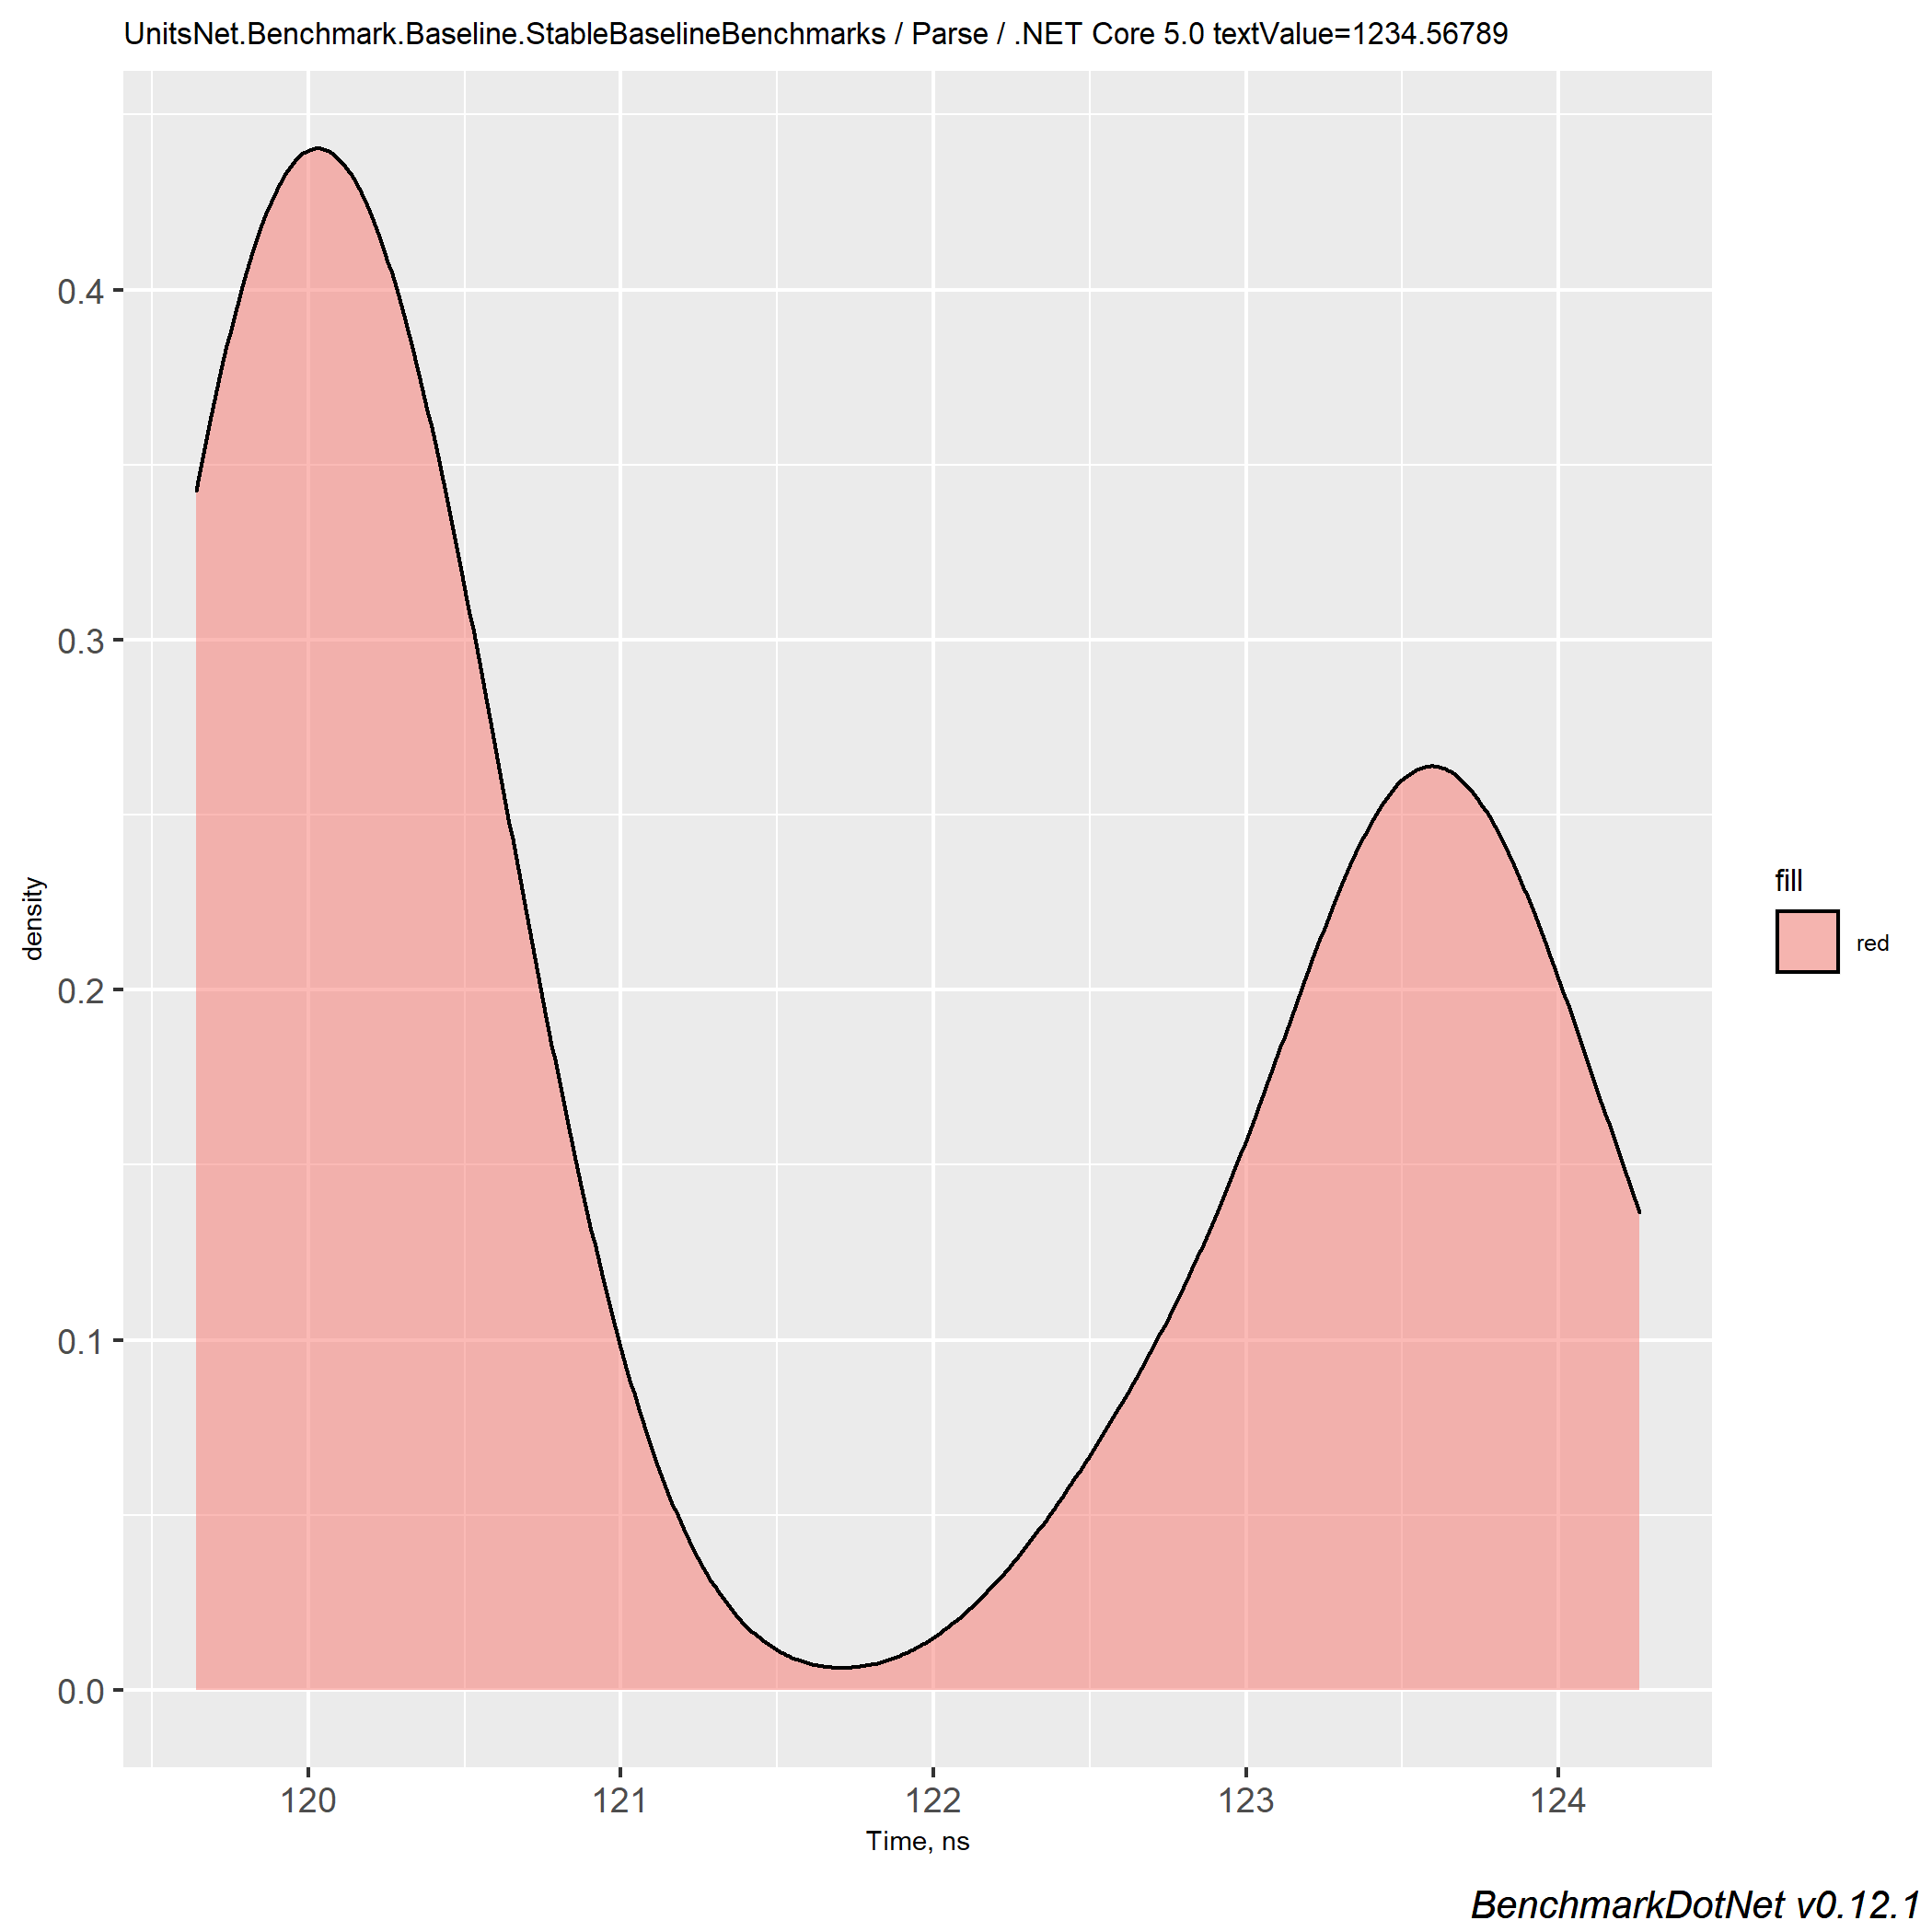 UnitsNet.Benchmark.Baseline.StableBaselineBenchmarks / Parse / .NET Core 5.0 textValue=1234.56789
0.4
0.3
0.2
0.1
0.0
density
120 121 122 123 124
Time, ns
fill
red
BenchmarkDotNet v0.12.1